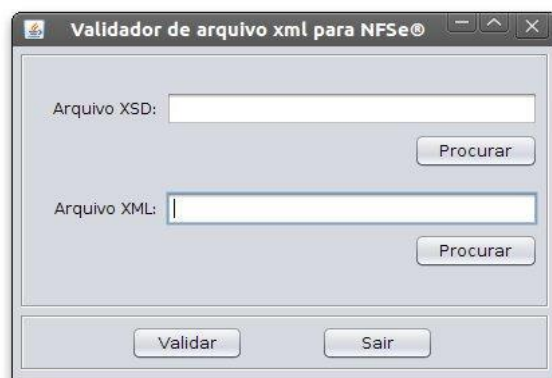 Validador de arquivo xml para NFSe®
Arquivo XSD:
Procurar
Arquivo XML:
Procurar
Validar
Sair